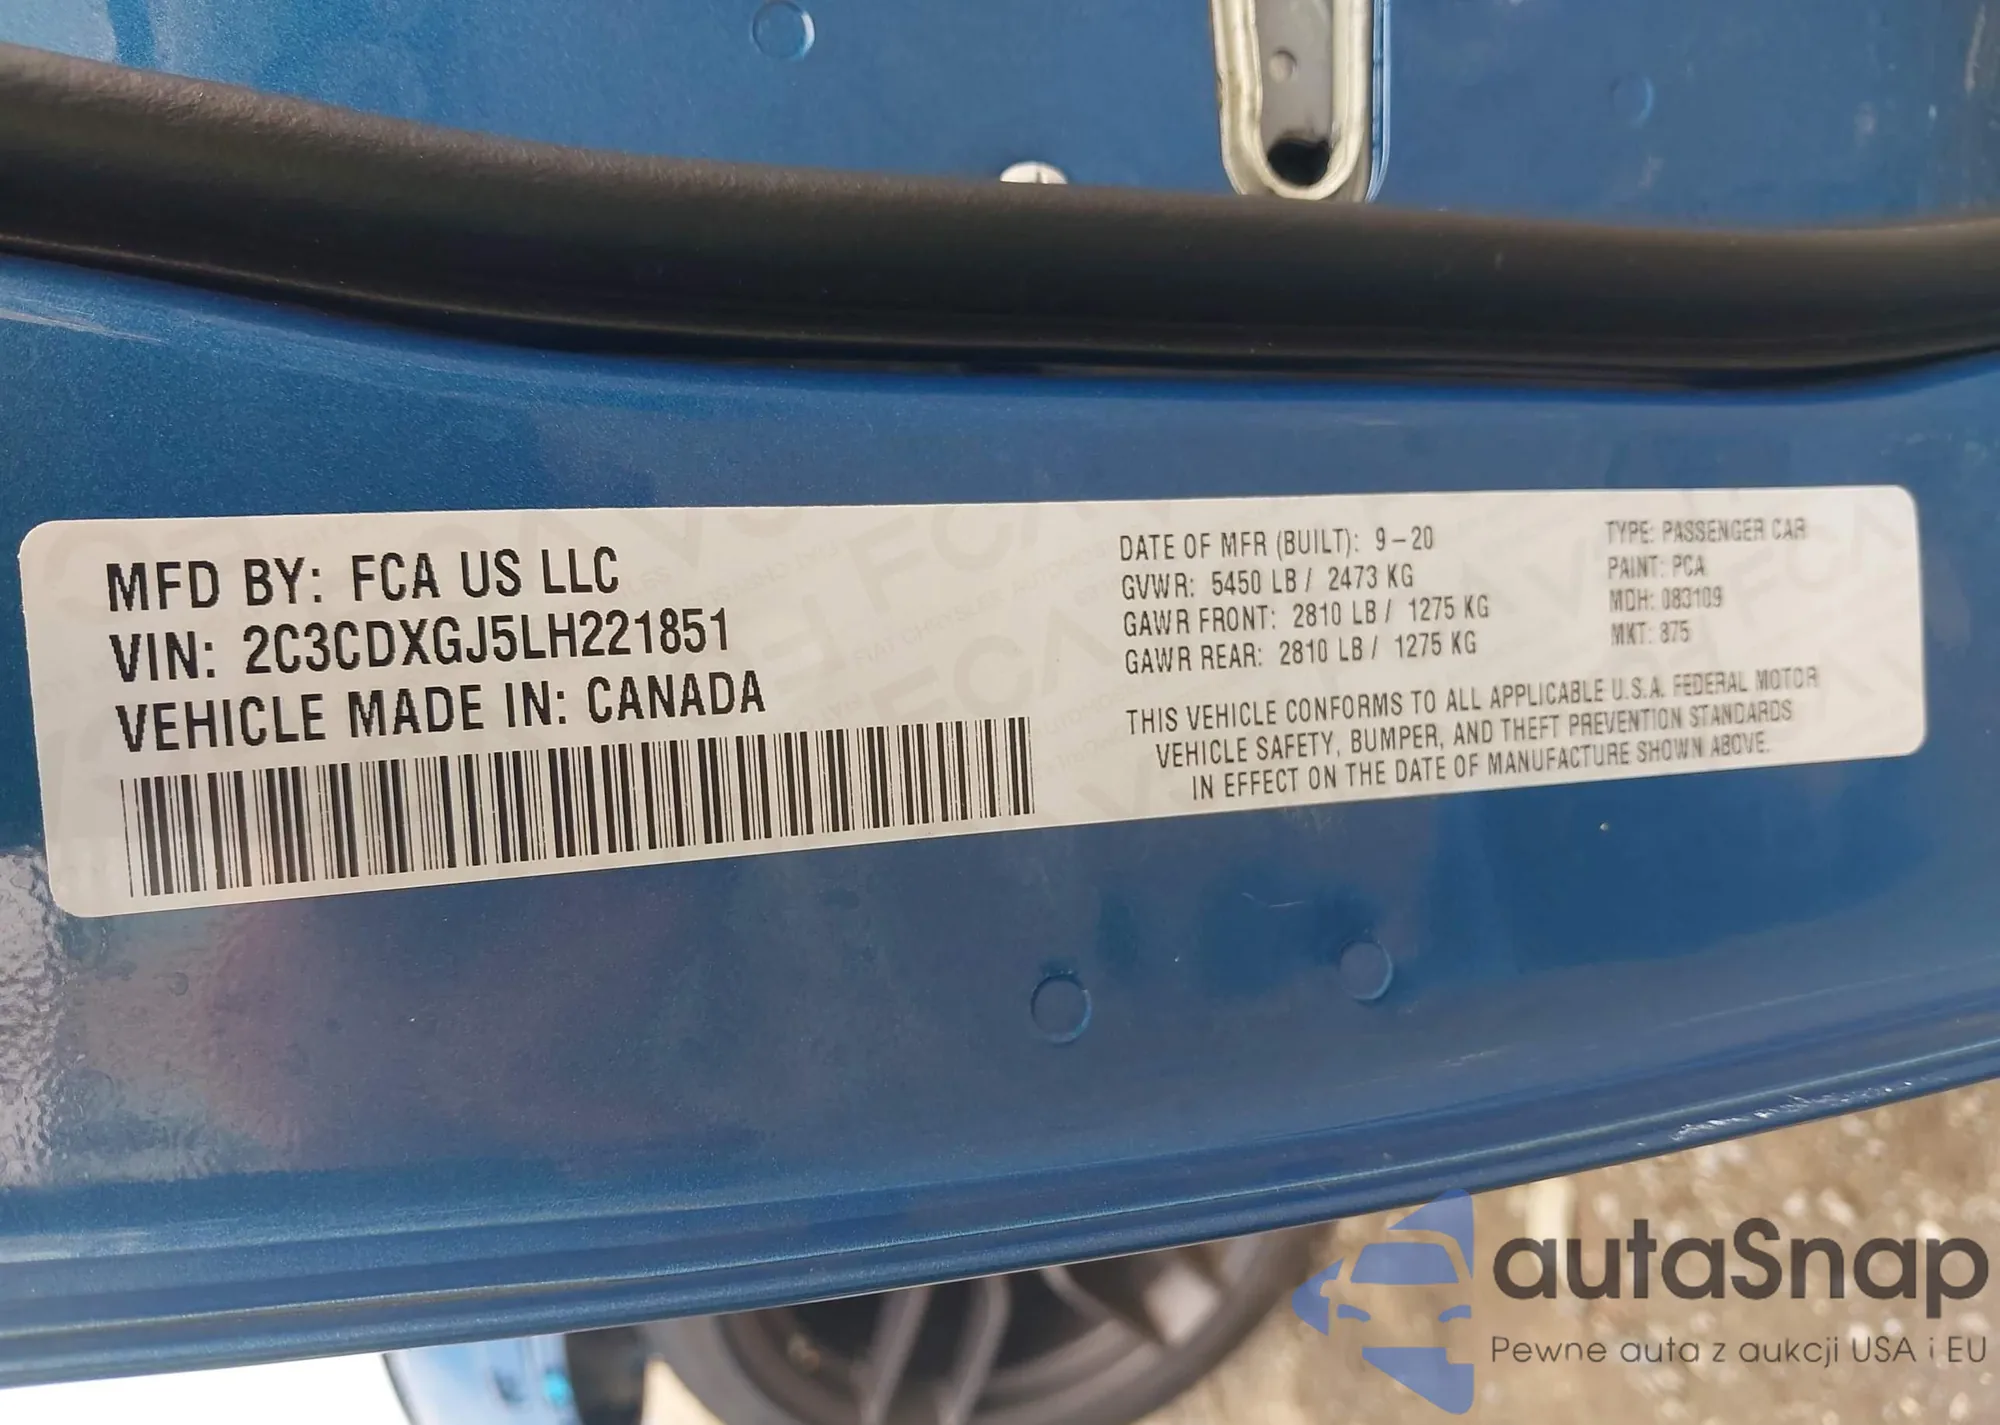 MFD BY: FCA US LLC
VIN: 2C3CDXGJ5LH221851
VEHICLE MADE IN: CANADA
DATE OF MFR (BUILT): 9-20
GVWR: 5450 LB / 2473 KG
GAWR FRONT: 2810 LB / 1275 KG
GAWR REAR: 2810 LB / 1275 KG
TYPE: PASSENGER CAR
PAINT: PCA
MDH: 083109
MKT: 875
THIS VEHICLE CONFORMS TO ALL APPLICABLE U.S.A. FEDERAL MOTOR
VEHICLE SAFETY, BUMPER, AND THEFT PREVENTION STANDARDS
IN EFFECT ON THE DATE OF MANUFACTURE SHOWN ABOVE.
autaSnap
Pewne auta z aukcji USA i EU